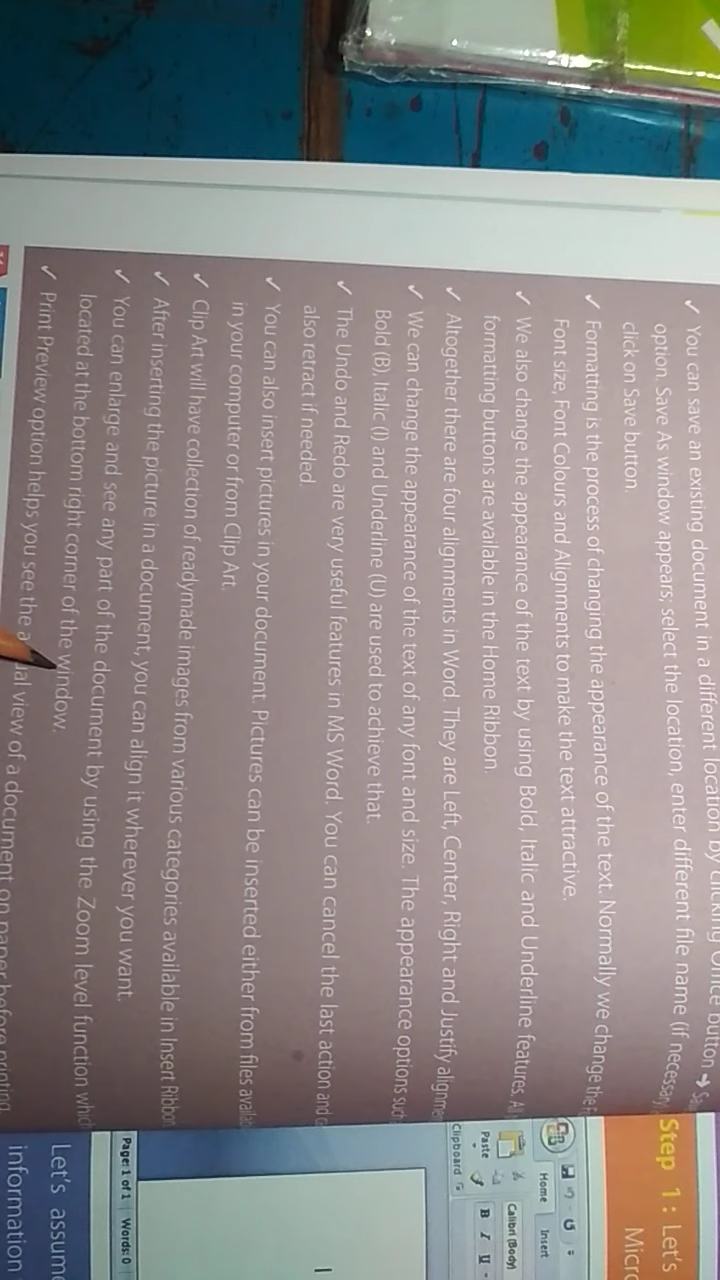 ✓ You can save an existing document in a different location by clicking Office button ➔
option. Save As window appears; select the location, enter different file name (if necessary)
click on Save button.
✓ Formatting is the process of changing the appearance of the text. Normally we change the
Font size, Font Colours and Alignments to make the text attractive.
✓ We also change the appearance of the text by using Bold, Italic and Underline features.
formatting buttons are available in the Home Ribbon.
✓ Altogether there are four alignments in Word. They are Left, Center, Right and Justify
✓ We can change the appearance of the text of any font and size. The appearance options
Bold (B), Italic (I) and Underline (U) are used to achieve that.
✓ The Undo and Redo are very useful features in MS Word. You can cancel the last action and
also retract if needed.
✓ You can also insert pictures in your document. Pictures can be inserted either from files
in your computer or from Clip Art.
✓ Clip Art will have collection of readymade images from various categories available in Insert Ribbon
✓ After inserting the picture in a document, you can align it wherever you want.
✓ You can enlarge and see any part of the document by using the Zoom level function
located at the bottom right corner of the window.
✓ Print Preview option helps you see the view of a document on paper before printing.
Step 1: Let's
Home Insert
Paste
Calibri (Body)
B I U
Clipboard
Page: 1 of 1 Words: 0
Let's
information